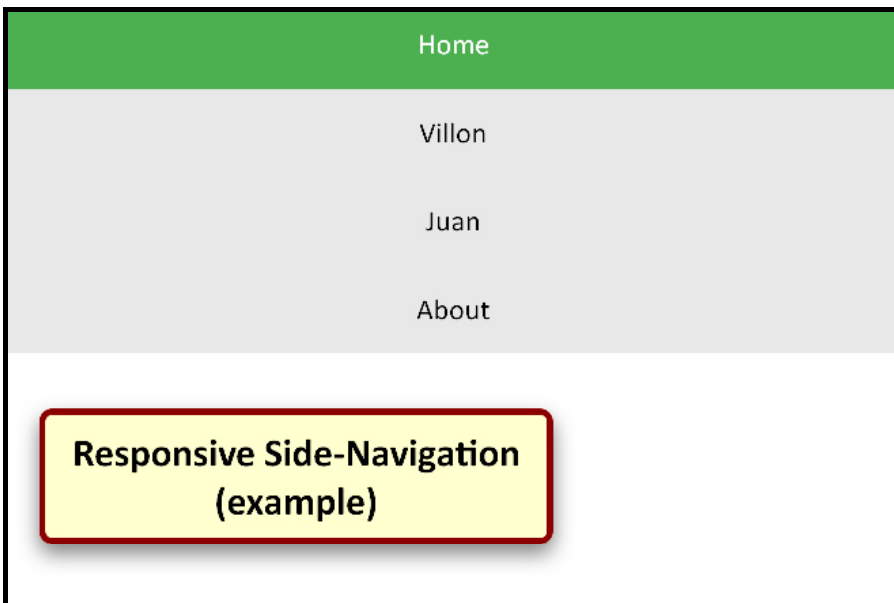 Home
Villon
Juan
About
Responsive Side-Navigation
(example)